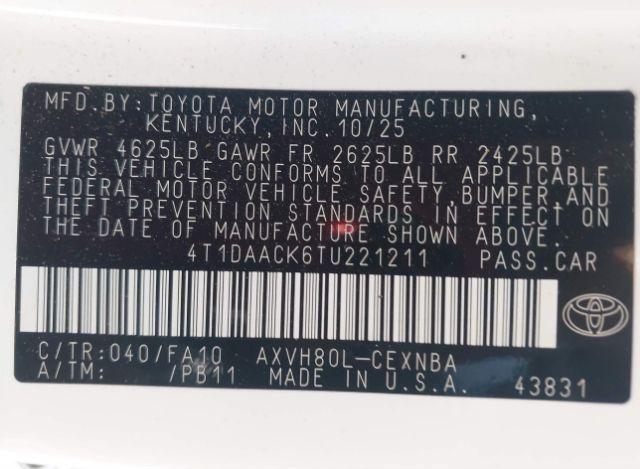 MFD.BY:TOYOTA MOTOR MANUFACTURING,
KENTUCKY,INC.10/25
GVWR 4625LB GAWR FR 2625LB RR 2425LB
THIS VEHICLE CONFORMS TO ALL APPLICABLE
FEDERAL MOTOR VEHICLE SAFETY,BUMPER,AND
THEFT PREVENTION STANDARDS IN EFFECT ON
THE DATE OF MANUFACTURE SHOWN ABOVE.
4T1DAACK6TU221211 PASS.CAR
C/TR:040/FA10 AXVH80L-CEXNBA
A/TM: /PB11 MADE IN U.S.A. 43831